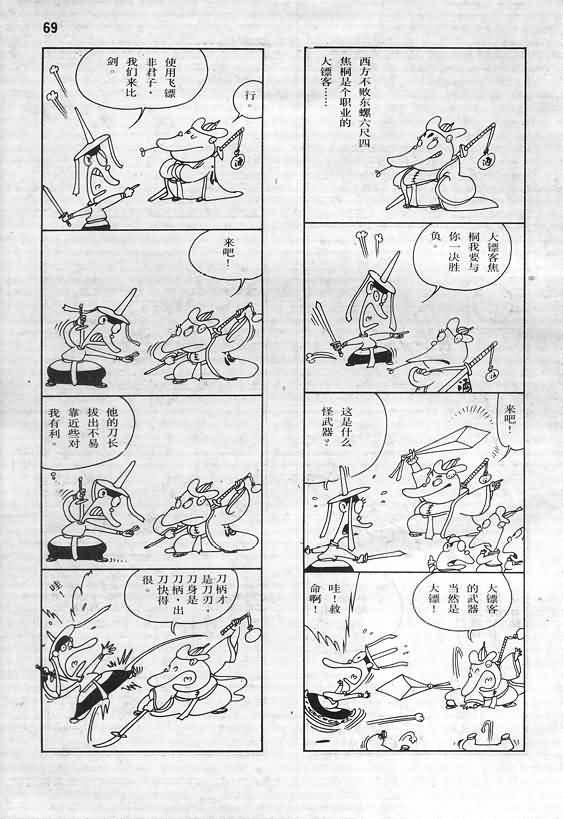 69
西方不败东螺六尺四
焦桐是个职业的
大镖客……
大镖客焦
桐我要与
你一决胜
负。
来吧！
这是什么
怪武器？
大镖客
的武器
当然是
大镖！
哇！救
命啊！
使用飞镖
非君子，
我们来比
剑。
行。
来吧！
他的刀长
拔出不易
靠近些对
我有利。
刀柄才
是刀刃，
刀身是
刀柄，出
刀快得
很。
哇！
酒